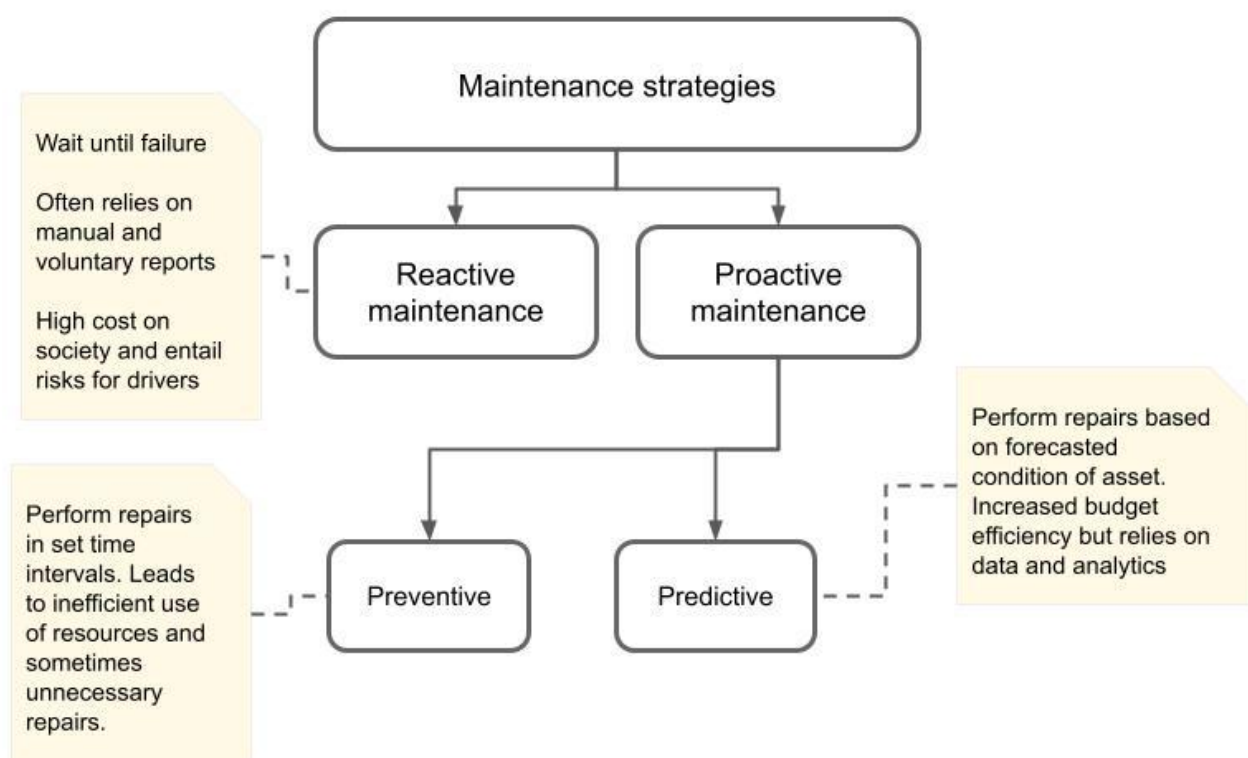 Maintenance strategies
Wait until failure
Often relies on
manual and
voluntary reports
High cost on
society and entail
risks for drivers
Reactive
maintenance
Proactive
maintenance
Perform repairs based
on forecasted
condition of asset.
Increased budget
efficiency but relies on
data and analytics
Perform repairs
in set time
intervals. Leads
to inefficient use
of resources and
sometimes
unnecessary
repairs.
Preventive
Predictive